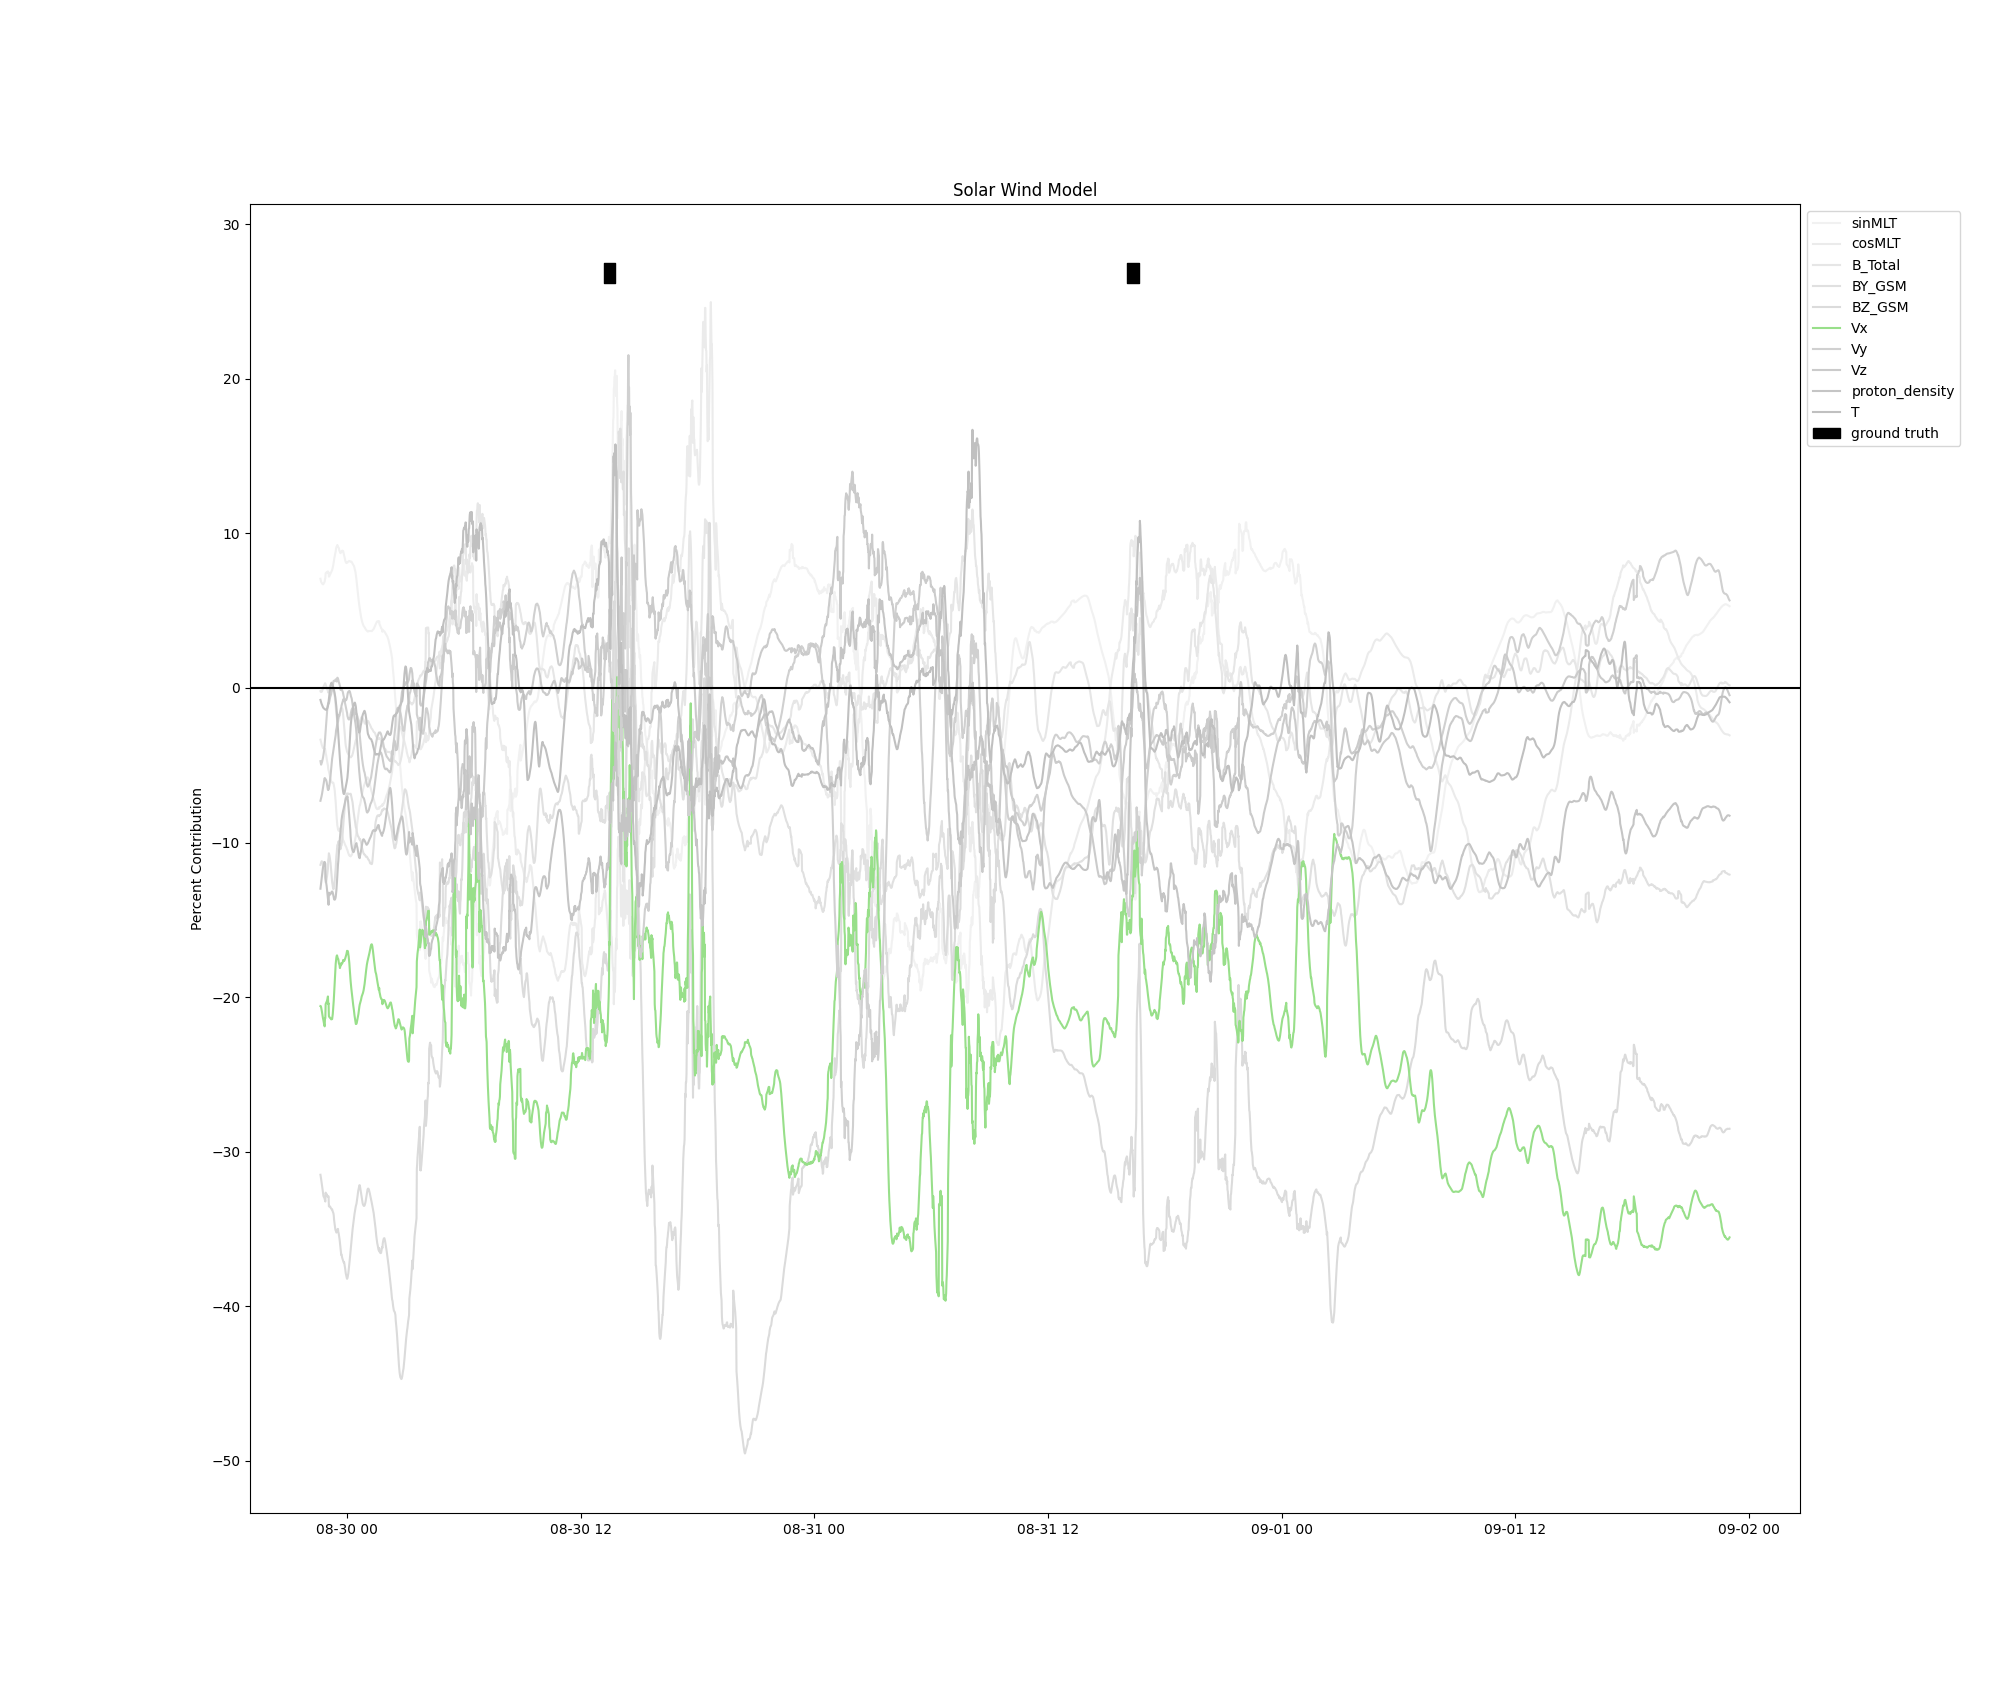 Solar Wind Model
30
20
10
0
−10
−20
−30
−40
−50
Percent Contribution
08-30 00
08-30 12
08-31 00
08-31 12
09-01 00
09-01 12
09-02 00
sinMLT
cosMLT
B_Total
BY_GSM
BZ_GSM
Vx
Vy
Vz
proton_density
T
ground truth